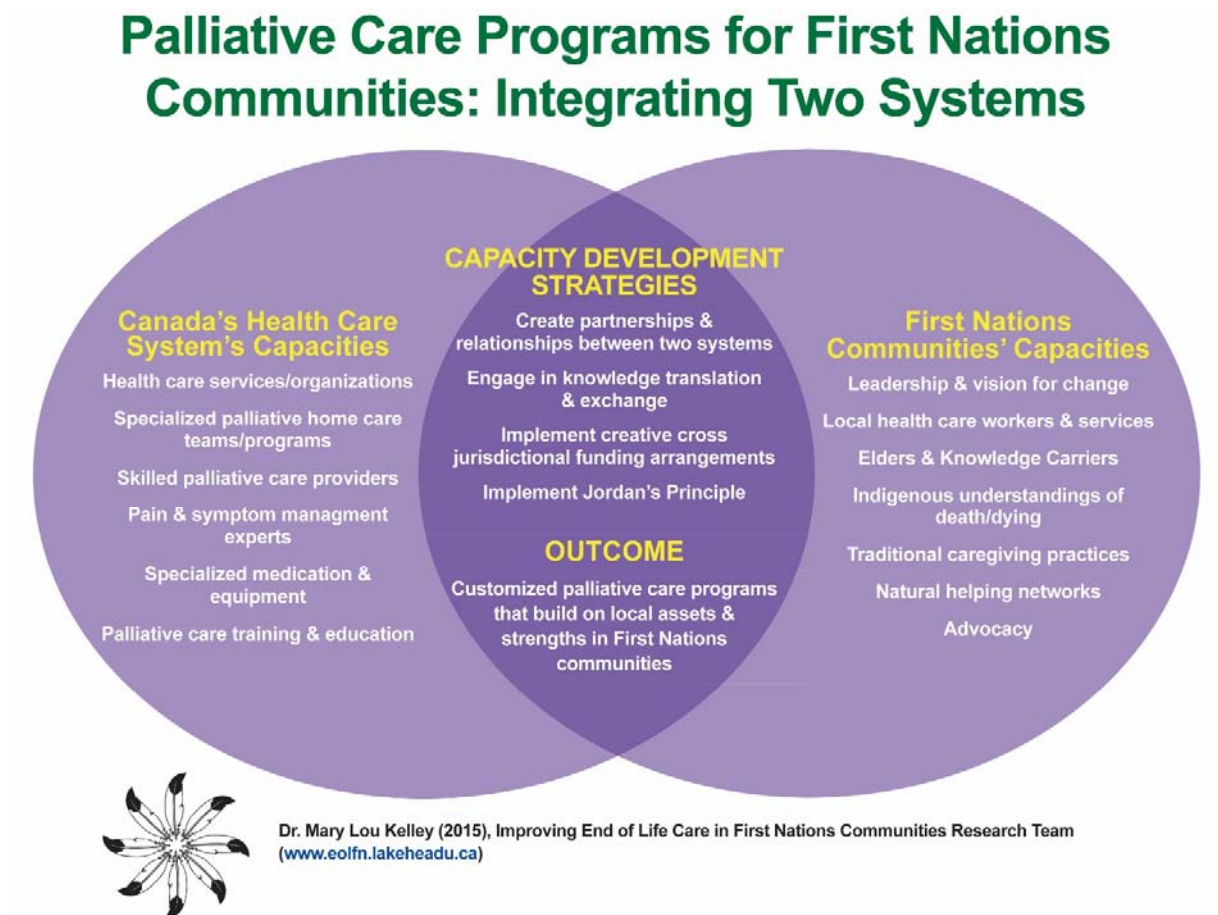 Palliative Care Programs for First Nations
Communities: Integrating Two Systems
Canada's Health Care
System's Capacities
Health care services/organizations
Specialized palliative home care
teams/programs
Skilled palliative care providers
Pain & symptom managment
experts
Specialized medication &
equipment
Palliative care training & education
CAPACITY DEVELOPMENT
STRATEGIES
Create partnerships &
relationships between two systems
Engage in knowledge translation
& exchange
Implement creative cross
jurisdictional funding arrangements
Implement Jordan's Principle
OUTCOME
Customized palliative care programs
that build on local assets &
strengths in First Nations
communities
First Nations
Communities' Capacities
Leadership & vision for change
Local health care workers & services
Elders & Knowledge Carriers
Indigenous understandings of
death/dying
Traditional caregiving practices
Natural helping networks
Advocacy
Dr. Mary Lou Kelley (2015), Improving End of Life Care in First Nations Communities Research Team
(www.eolfn.lakeheadu.ca)